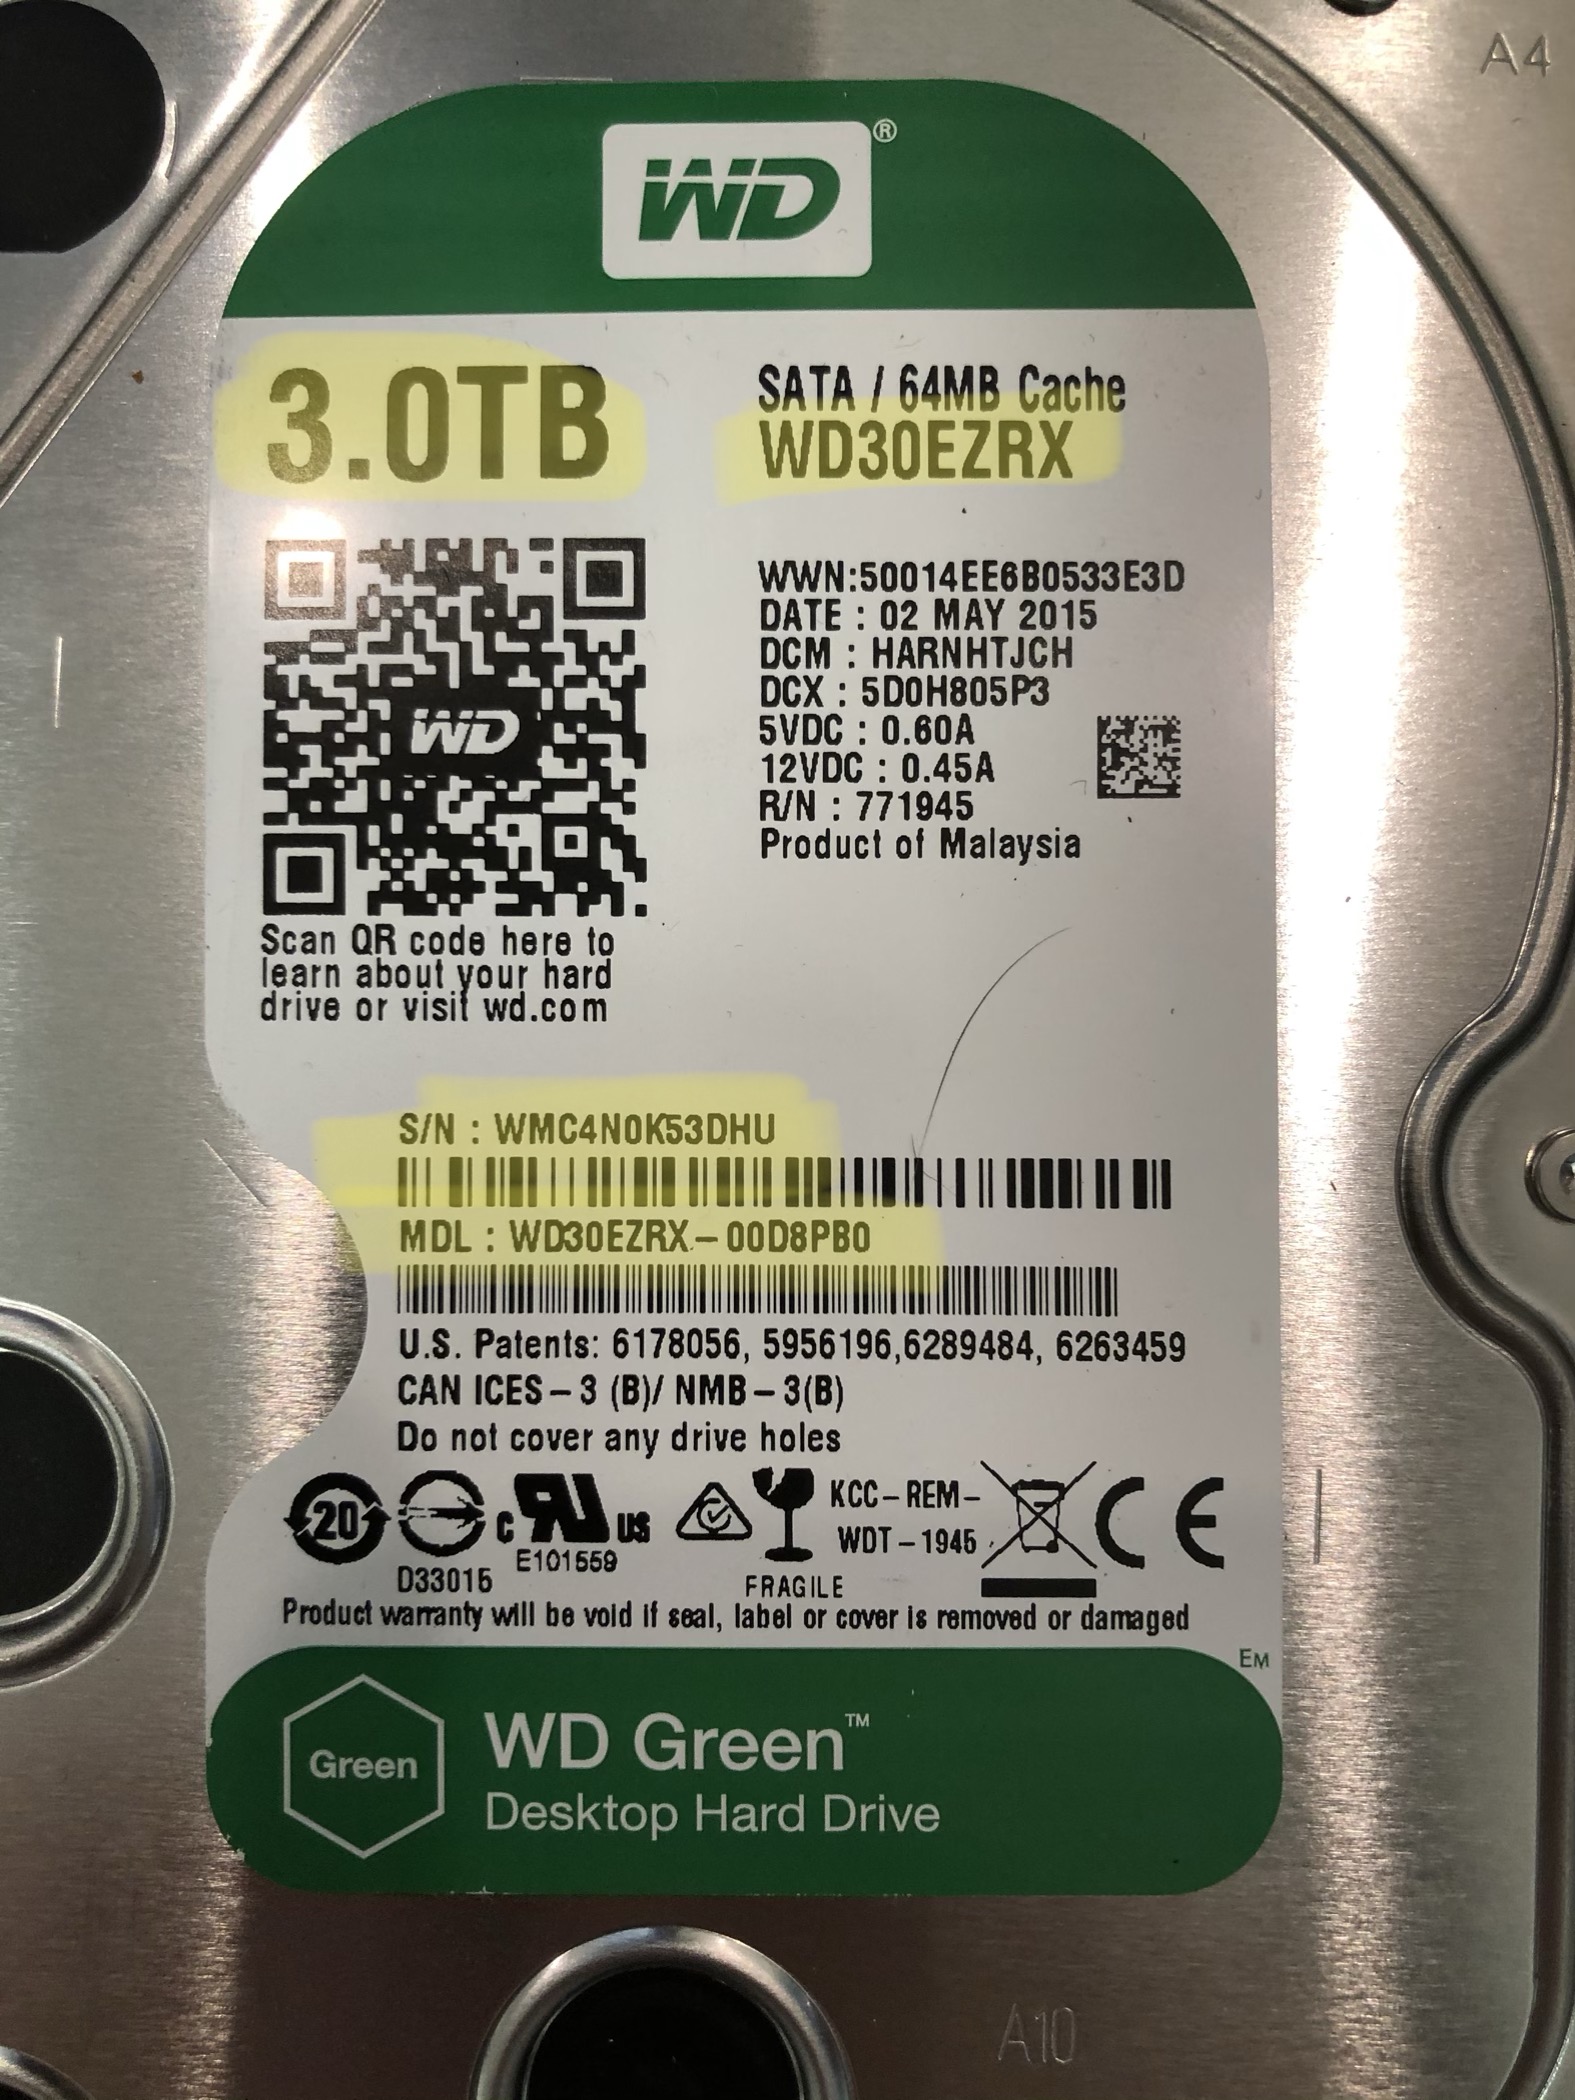 A4
WD®
3.0TB
SATA / 64MB Cache
WD30EZRX
WWN:50014EE6B0533E3D
DATE : 02 MAY 2015
DCM : HARNHTJCH
DCX : 5D0H805P3
5VDC : 0.60A
12VDC : 0.45A
R/N : 771945
Product of Malaysia
WD
Scan QR code here to
learn about your hard
drive or visit wd.com
S/N : WMC4N0K53DHU
MDL : WD30EZRX-00D8PB0
U.S. Patents: 6178056, 5956196,6289484, 6263459
CAN ICES-3 (B)/ NMB-3(B)
Do not cover any drive holes
20
D33015
c RU US
E101559
FRAGILE
KCC-REM-
WDT-1945
CE
Product warranty will be void if seal, label or cover is removed or damaged
EM
Green
WD Green™
Desktop Hard Drive
A10